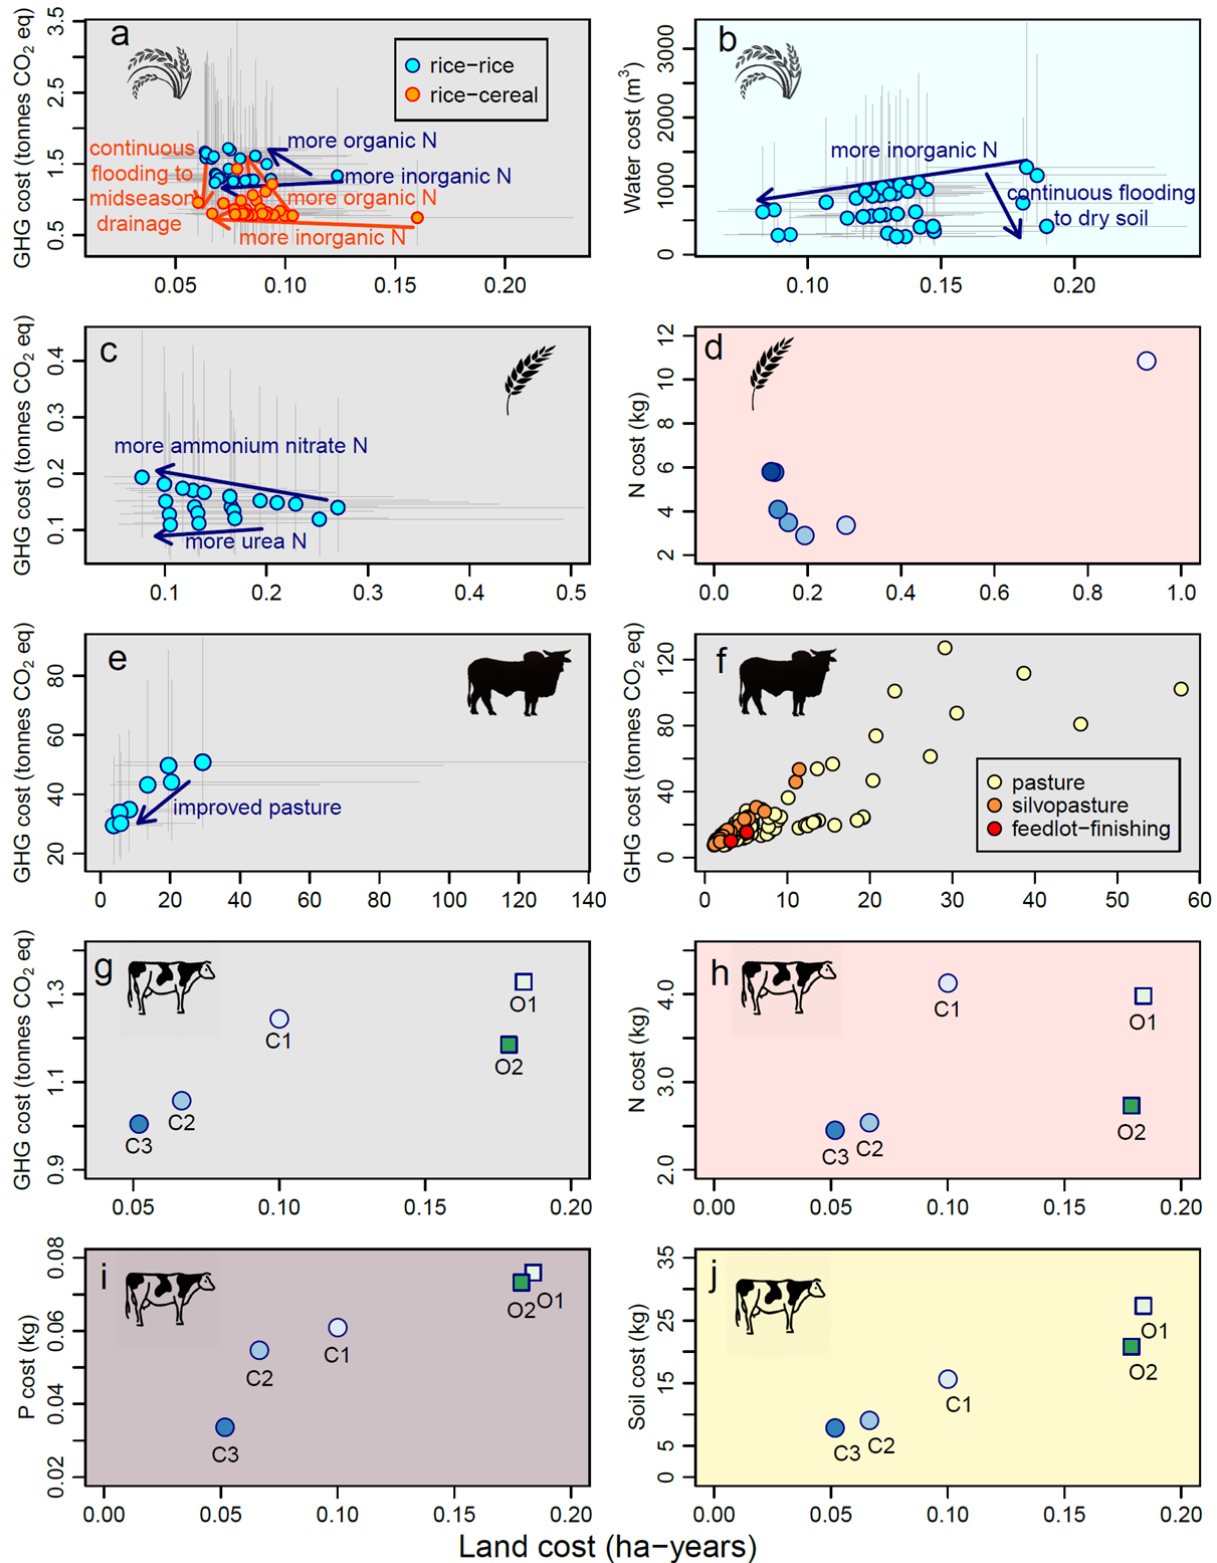 a
GHG cost (tonnes CO₂ eq)
3.5
2.5
1.5
0.5
rice−rice
rice−cereal
more organic N
continuous
flooding to
midseason
drainage
more inorganic N
more organic N
more inorganic N
0.05
0.10
0.15
0.20
b
Water cost (m³)
3000
2000
1000
0
more inorganic N
continuous flooding
to dry soil
0.10
0.15
0.20
c
GHG cost (tonnes CO₂ eq)
0.4
0.3
0.2
0.1
more ammonium nitrate N
more urea N
0.1
0.2
0.3
0.4
0.5
d
N cost (kg)
12
10
8
6
4
2
0.0
0.2
0.4
0.6
0.8
1.0
e
GHG cost (tonnes CO₂ eq)
80
60
40
20
improved pasture
0
20
40
60
80
100
120
140
f
GHG cost (tonnes CO₂ eq)
120
80
40
0
pasture
silvopasture
feedlot−finishing
0
10
20
30
40
50
60
g
GHG cost (tonnes CO₂ eq)
1.3
1.1
0.9
O1
C1
O2
C2
C3
0.05
0.10
0.15
0.20
h
N cost (kg)
4.0
3.0
2.0
C1
O1
O2
C2
C3
0.00
0.05
0.10
0.15
0.20
i
P cost (kg)
0.08
0.06
0.04
0.02
O2
O1
C1
C2
C3
0.00
0.05
0.10
0.15
0.20
j
Soil cost (kg)
35
25
15
5
0
O1
O2
C1
C2
C3
0.00
0.05
0.10
0.15
0.20
Land cost (ha−years)